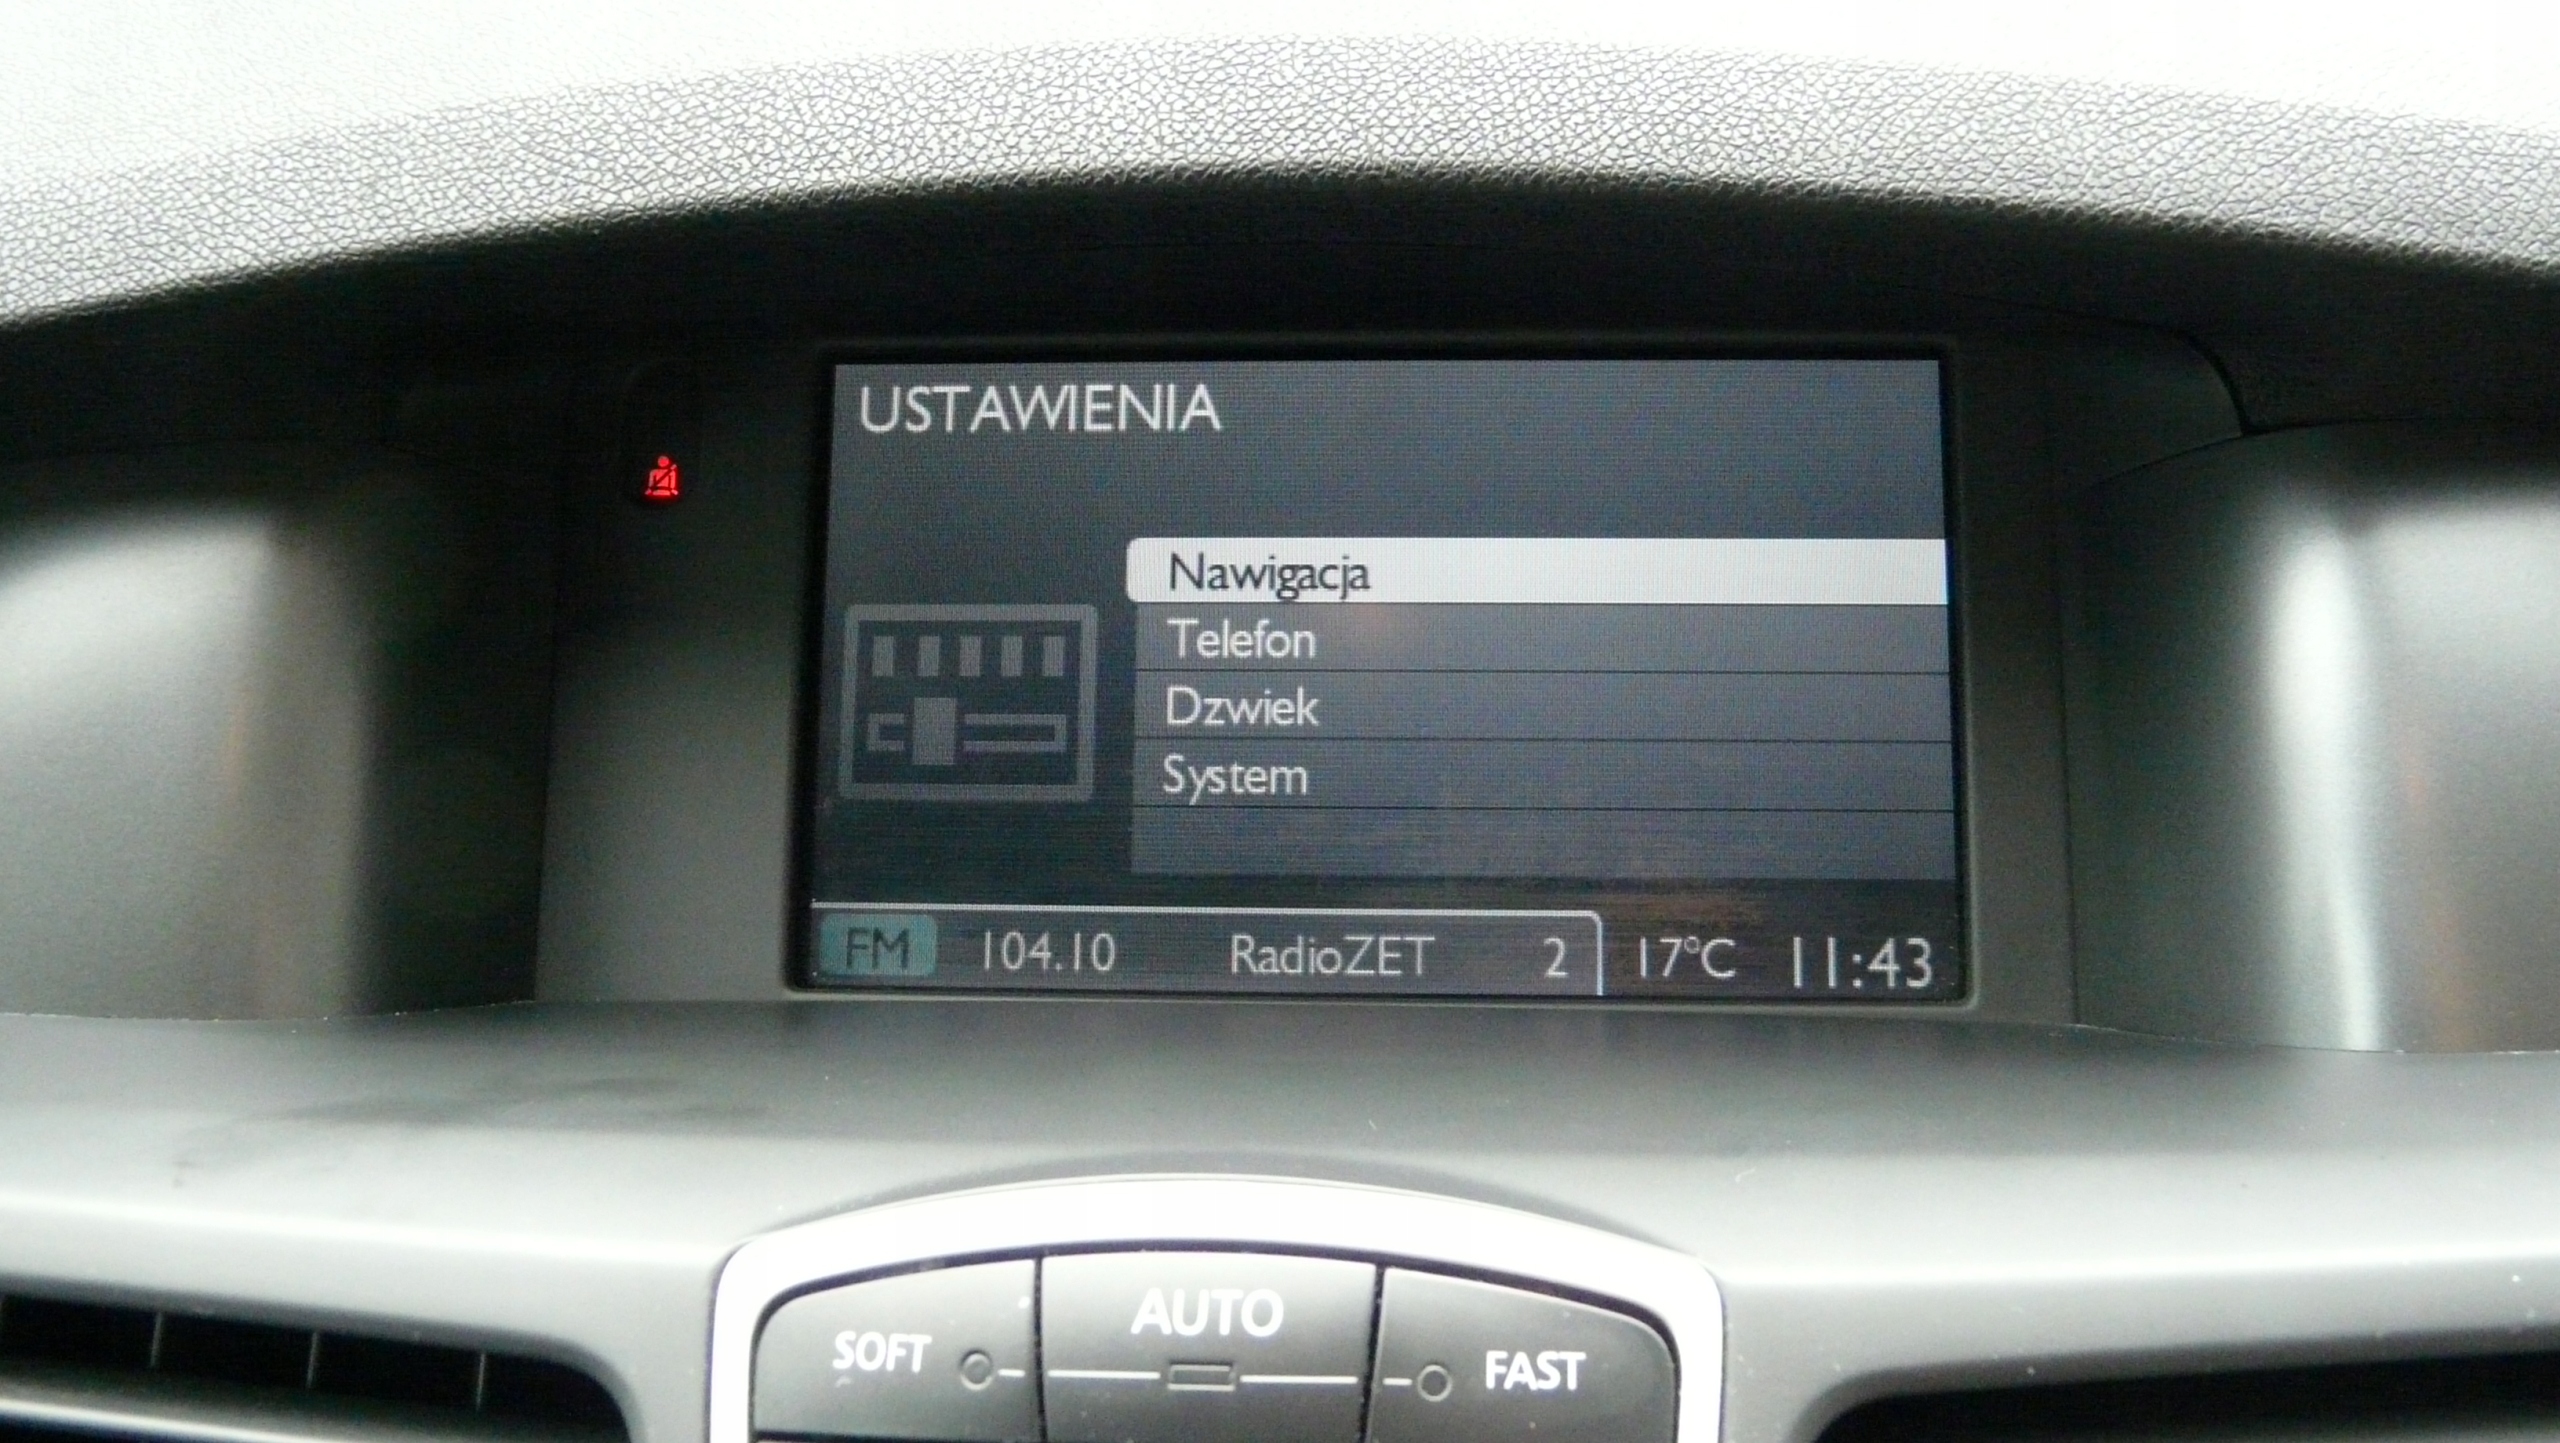 USTAWIENIA
Nawigacja
Telefon
Dzwiek
System
FM 104.10 RadioZET 2 17°C 11:43
SOFT AUTO FAST